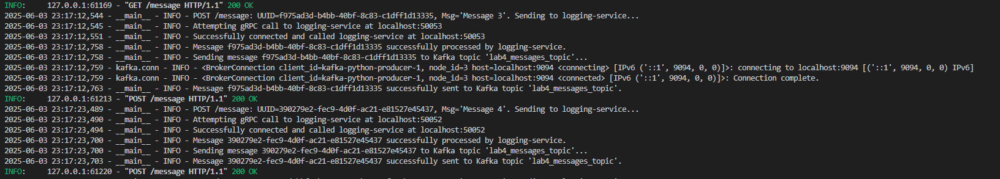 INFO:     127.0.0.1:61169 - "GET /message HTTP/1.1" 200 OK
2025-06-03 23:17:12,544 - __main__ - INFO - POST /message: UUID=f975ad3d-b4bb-40bf-8c83-c1dff1d13335, Msg='Message 3'. Sending to logging-service...
2025-06-03 23:17:12,545 - __main__ - INFO - Attempting gRPC call to logging-service at localhost:50053
2025-06-03 23:17:12,551 - __main__ - INFO - Successfully connected and called logging-service at localhost:50053
2025-06-03 23:17:12,758 - __main__ - INFO - Message f975ad3d-b4bb-40bf-8c83-c1dff1d13335 successfully processed by logging-service.
2025-06-03 23:17:12,758 - __main__ - INFO - Sending message f975ad3d-b4bb-40bf-8c83-c1dff1d13335 to Kafka topic 'lab4_messages_topic'...
2025-06-03 23:17:12,759 - kafka.conn - INFO - <BrokerConnection client_id=kafka-python-producer-1, node_id=3 host=localhost:9094 <connecting> [IPv6 ('::1', 9094, 0, 0)]>: connecting to localhost:9094 [('::1', 9094, 0, 0) IPv6]
2025-06-03 23:17:12,759 - kafka.conn - INFO - <BrokerConnection client_id=kafka-python-producer-1, node_id=3 host=localhost:9094 <connected> [IPv6 ('::1', 9094, 0, 0)]>: Connection complete.
2025-06-03 23:17:12,763 - __main__ - INFO - Message f975ad3d-b4bb-40bf-8c83-c1dff1d13335 successfully sent to Kafka topic 'lab4_messages_topic'.
INFO:     127.0.0.1:61213 - "POST /message HTTP/1.1" 200 OK
2025-06-03 23:17:23,489 - __main__ - INFO - POST /message: UUID=390279e2-fec9-4d0f-ac21-e81527e45437, Msg='Message 4'. Sending to logging-service...
2025-06-03 23:17:23,490 - __main__ - INFO - Attempting gRPC call to logging-service at localhost:50052
2025-06-03 23:17:23,494 - __main__ - INFO - Successfully connected and called logging-service at localhost:50052
2025-06-03 23:17:23,700 - __main__ - INFO - Message 390279e2-fec9-4d0f-ac21-e81527e45437 successfully processed by logging-service.
2025-06-03 23:17:23,700 - __main__ - INFO - Sending message 390279e2-fec9-4d0f-ac21-e81527e45437 to Kafka topic 'lab4_messages_topic'...
2025-06-03 23:17:23,703 - __main__ - INFO - Message 390279e2-fec9-4d0f-ac21-e81527e45437 successfully sent to Kafka topic 'lab4_messages_topic'.
INFO:     127.0.0.1:61220 - "POST /message HTTP/1.1" 200 OK